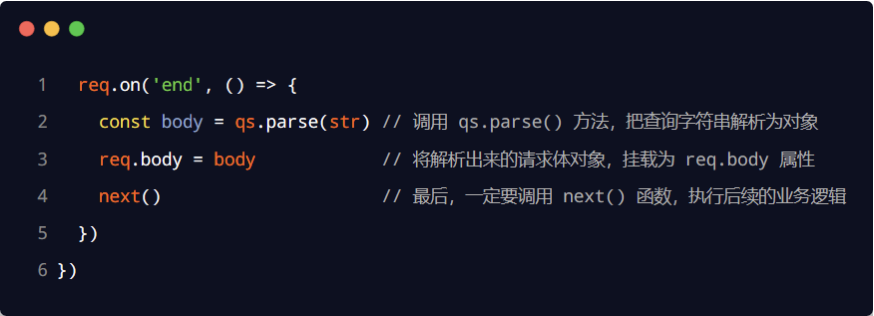 1 req.on('end', () => {
2 const body = qs.parse(str) // 调用 qs.parse() 方法，把查询字符串解析为对象
3 req.body = body // 将解析出来的请求体对象，挂载为 req.body 属性
4 next() // 最后，一定要调用 next() 函数，执行后续的业务逻辑
5 })
6 })